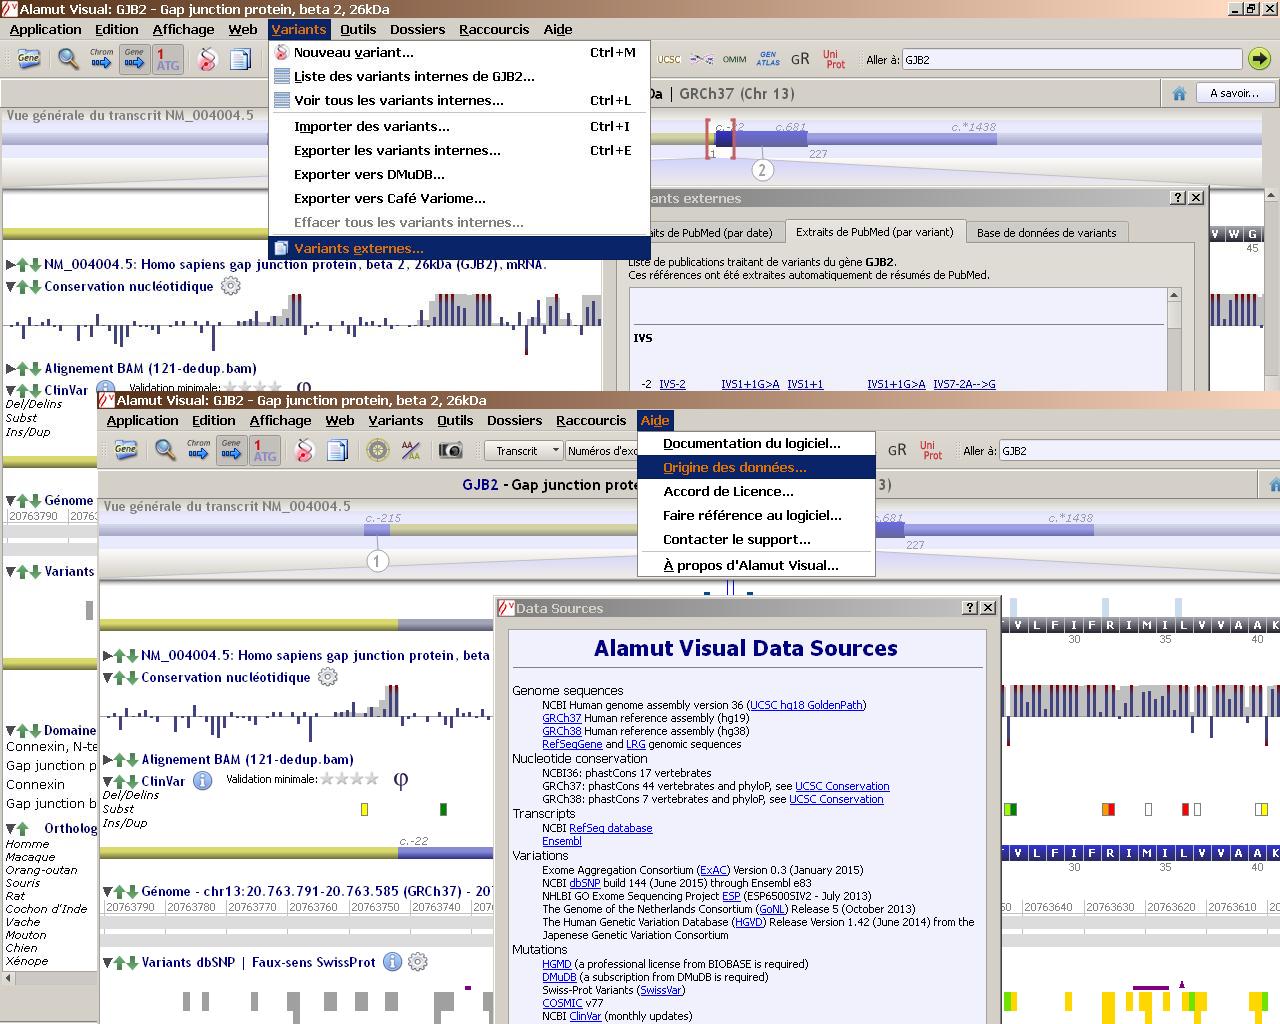 Alamut Visual: GJB2 - Gap junction protein, beta 2, 26kDa
Application Edition Affichage Web Variants Outils Dossiers Raccourcis Aide
Gene Chrom Gene 1 ATG UCSC OMIM GEN ATLAS GR Uni Prot Aller à: GJB2
Nouveau variant... Ctrl+M
Liste des variants internes de GJB2...
Voir tous les variants internes... Ctrl+L
Importer des variants... Ctrl+I
Exporter les variants internes... Ctrl+E
Exporter vers DMuDB...
Exporter vers Café Variome...
Effacer tous les variants internes...
Variants externes...
Da | GRCh37 (Chr 13) A savoir...
Vue générale du transcrit NM_004004.5
c.-22 c.681 c.*1438
1 227
2
ants externes
raits de PubMed (par date) Extraits de PubMed (par variant) Base de données de variants
Liste de publications traitant de variants du gène GJB2.
Ces références ont été extraites automatiquement de résumés de PubMed.
IVS
-2 IVS-2 IVS1+1G>A IVS1+1 IVS1+1G>A IVS7-2A-->G
V W G
45
NM_004004.5: Homo sapiens gap junction protein, beta 2, 26kDa (GJB2), mRNA.
Conservation nucléotidique
Alignement BAM (121-dedup.bam)
ClinVar Validation minimale: φ
Del/Delins
Subst
Ins/Dup
Génome
20763790
Variants
Domaine
Connexin, N-te
Gap junction p
Connexin
Gap junction b
Ortholog
Homme
Macaque
Orang-outan
Souris
Rat
Cochon d'Inde
Vache
Mouton
Chien
Xénope
Alamut Visual: GJB2 - Gap junction protein, beta 2, 26kDa
Application Edition Affichage Web Variants Outils Dossiers Raccourcis Aide
Gene Chrom Gene 1 ATG AA/AA Transcrit Numéros d'exo GR Uni Prot Aller à: GJB2
Documentation du logiciel...
Origine des données...
Accord de Licence...
Faire référence au logiciel...
Contacter le support...
À propos d'Alamut Visual...
GJB2 - Gap junction prote 3)
Vue générale du transcrit NM_004004.5
c.-215 c.681 c.*1438
227
1
Data Sources
Alamut Visual Data Sources
Genome sequences
NCBI Human genome assembly version 36 (UCSC hg18 GoldenPath)
GRCh37 Human reference assembly (hg19)
GRCh38 Human reference assembly (hg38)
RefSeqGene and LRG genomic sequences
Nucleotide conservation
NCBI36: phastCons 17 vertebrates
GRCh37: phastCons 44 vertebrates and phyloP, see UCSC Conservation
GRCh38: phastCons 7 vertebrates and phyloP, see UCSC Conservation
Transcripts
NCBI RefSeq database
Ensembl
Variations
Exome Aggregation Consortium (ExAC) Version 0.3 (January 2015)
NCBI dbSNP build 144 (June 2015) through Ensembl e83
NHLBI GO Exome Sequencing Project ESP (ESP6500SIV2 - July 2013)
The Genome of the Netherlands Consortium (GoNL) Release 5 (October 2013)
The Human Genetic Variation Database (HGVD) Release Version 1.42 (June 2014) from the
Japanese Genetic Variation Consortium
Mutations
HGMD (a professional license from BIOBASE is required)
DMuDB (a subscription from DMuDB is required)
Swiss-Prot Variants (SwissVar)
COSMIC v77
NCBI ClinVar (monthly updates)
NM_004004.5: Homo sapiens gap junction protein, beta
Conservation nucléotidique
Alignement BAM (121-dedup.bam)
ClinVar Validation minimale: φ
Del/Delins
Subst
Ins/Dup
c.-22
Génome - chr13:20.763.791-20.763.585 (GRCh37) - 207
20763790 20763780 20763770 20763760 20763750 20763740
Variants dbSNP | Faux-sens SwissProt
T V L F I F R I M I L V A A K
30 35 40
T V L F I F R I M I L V A A K
30 35 40
50 20763640 20763630 20763620 20763610